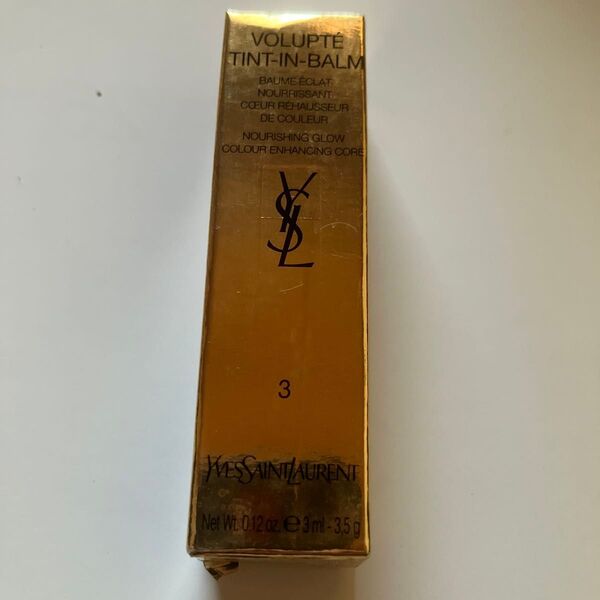 VOLUPTÉ
TINT-IN-BALM
BAUME ÉCLAT
NOURRISSANT
CŒUR RÉHAUSSEUR
DE COULEUR
NOURISHING GLOW
COLOUR ENHANCING CORE
YSL
3
YVESSAINTLAURENT
Net Wt. 0.12 oz. ℮ 3 ml - 3,5 g